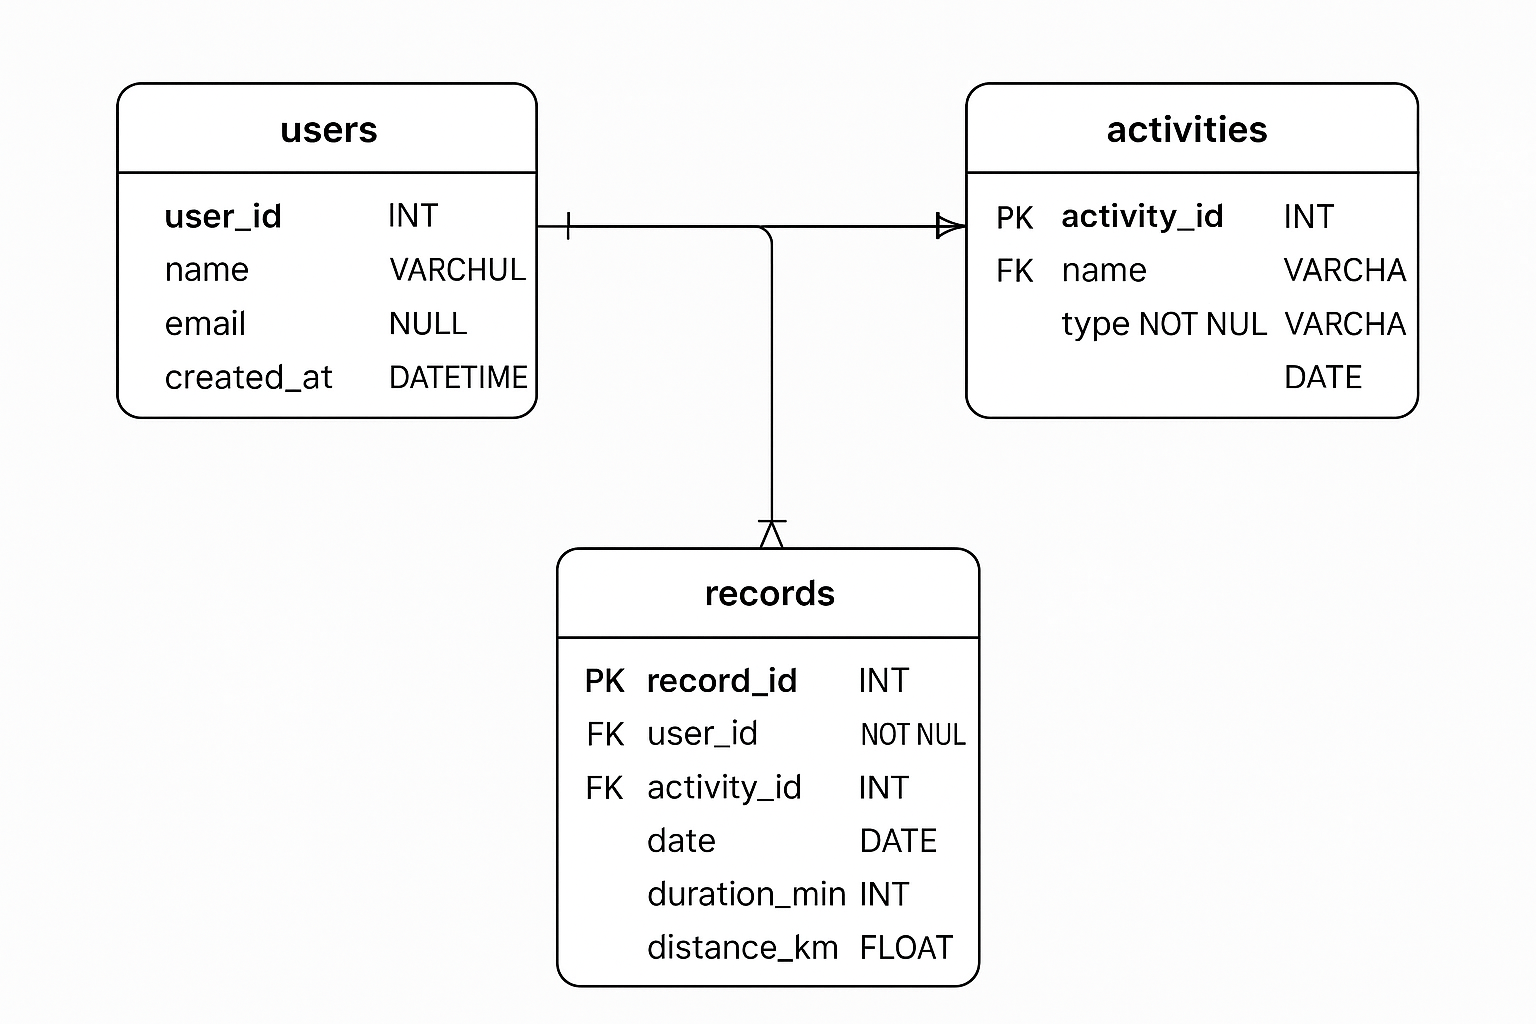 users
user_id INT
name VARCHUL
email NULL
created_at DATETIME
activities
PK activity_id INT
FK name VARCHA
type NOT NUL VARCHA
DATE
records
PK record_id INT
FK user_id NOT NUL
FK activity_id INT
date DATE
duration_min INT
distance_km FLOAT